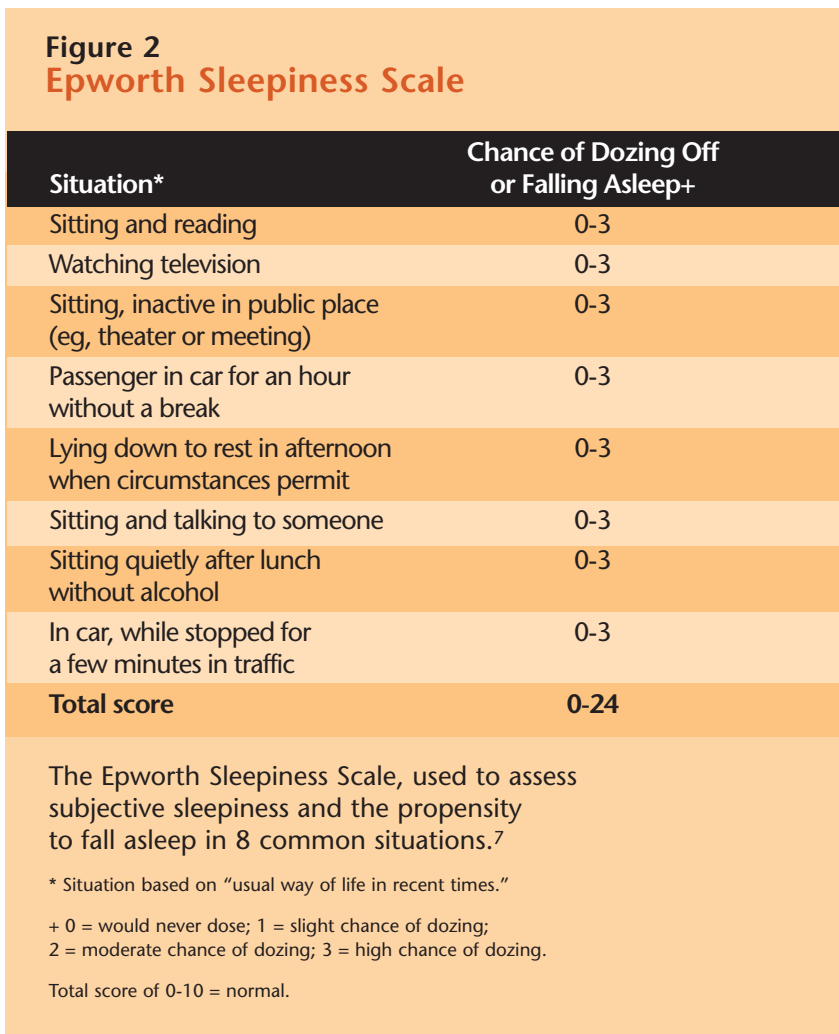 Figure 2
Epworth Sleepiness Scale
Situation*
Chance of Dozing Off
or Falling Asleep+
Sitting and reading 0-3
Watching television 0-3
Sitting, inactive in public place 0-3
(eg, theater or meeting)
Passenger in car for an hour 0-3
without a break
Lying down to rest in afternoon 0-3
when circumstances permit
Sitting and talking to someone 0-3
Sitting quietly after lunch 0-3
without alcohol
In car, while stopped for 0-3
a few minutes in traffic
Total score 0-24
The Epworth Sleepiness Scale, used to assess
subjective sleepiness and the propensity
to fall asleep in 8 common situations.7
* Situation based on “usual way of life in recent times.”
+ 0 = would never dose; 1 = slight chance of dozing;
2 = moderate chance of dozing; 3 = high chance of dozing.
Total score of 0-10 = normal.